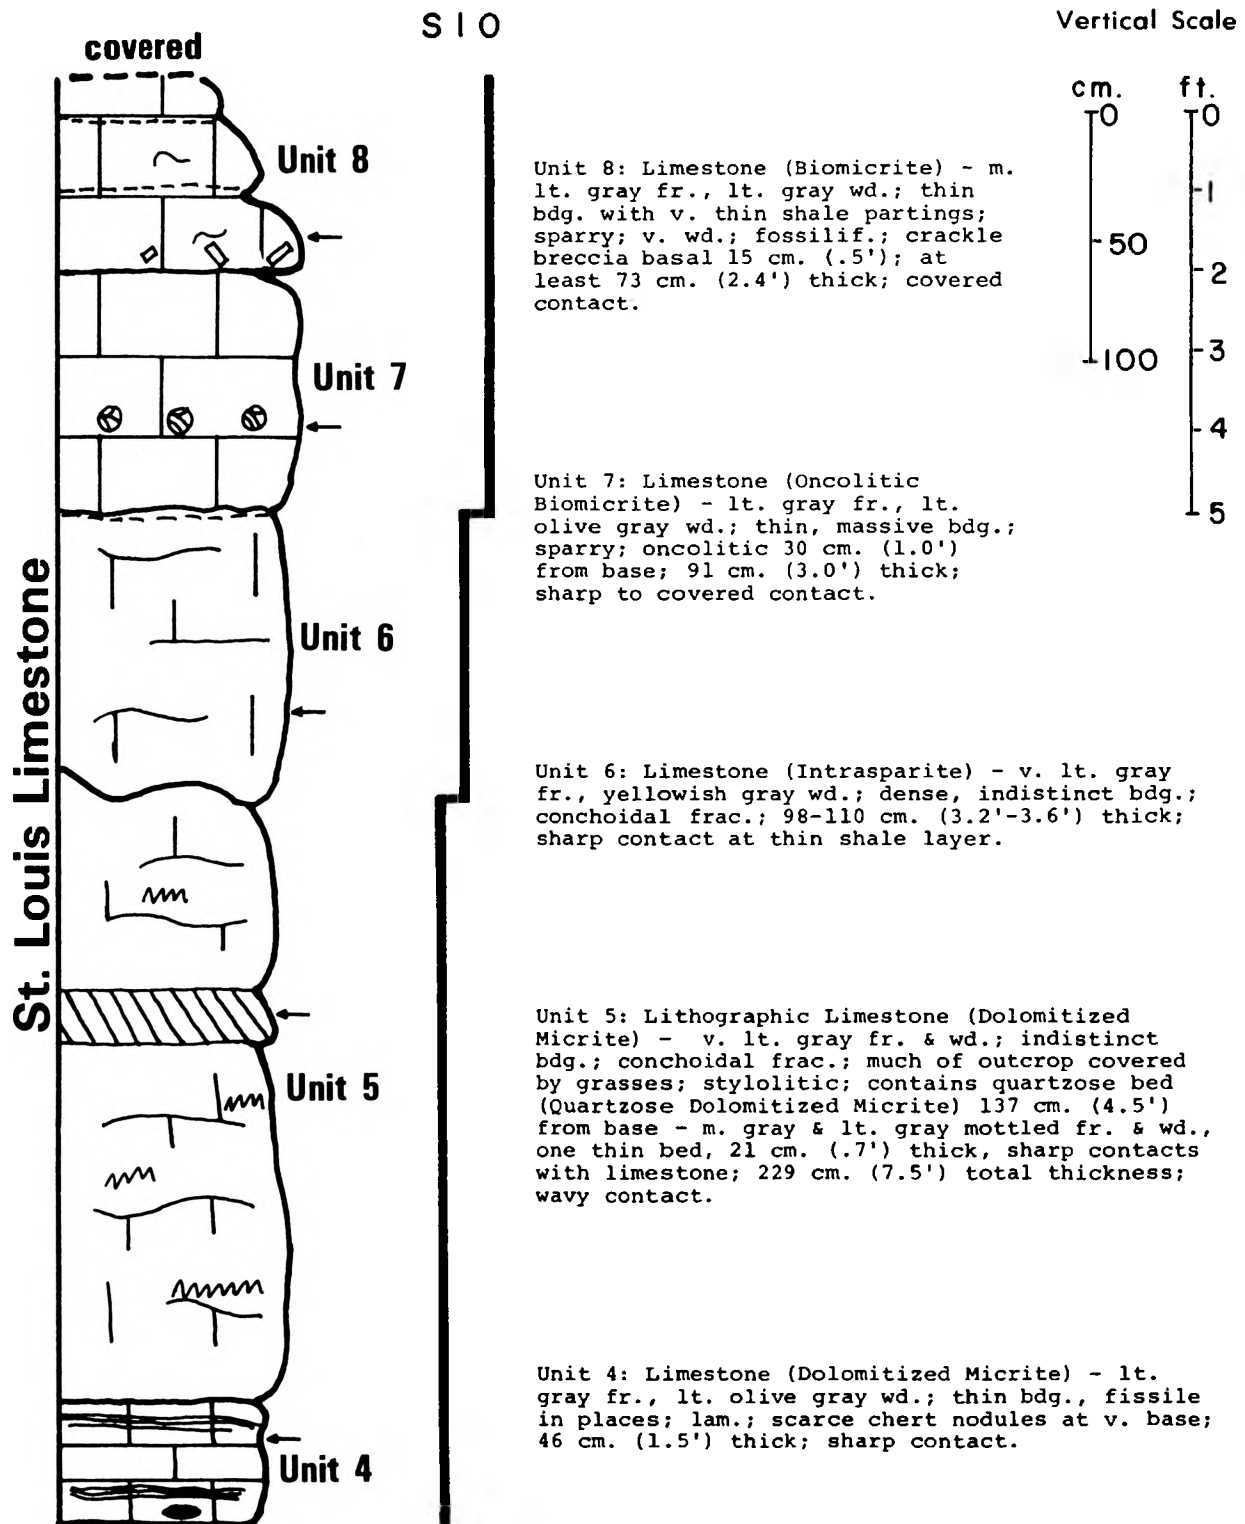 S I O
Vertical Scale
covered
cm. ft.
0 0
1
50
2
3
100
4
5
Unit 8
Unit 8: Limestone (Biomicrite) - m.
lt. gray fr., lt. gray wd.; thin
bdg. with v. thin shale partings;
sparry; v. wd.; fossilif.; crackle
breccia basal 15 cm. (.5'); at
least 73 cm. (2.4') thick; covered
contact.
Unit 7
Unit 7: Limestone (Oncolitic
Biomicrite) - lt. gray fr., lt.
olive gray wd.; thin, massive bdg.;
sparry; oncolitic 30 cm. (1.0')
from base; 91 cm. (3.0') thick;
sharp to covered contact.
St. Louis Limestone
Unit 6
Unit 6: Limestone (Intrasparite) - v. lt. gray
fr., yellowish gray wd.; dense, indistinct bdg.;
conchoidal frac.; 98-110 cm. (3.2'-3.6') thick;
sharp contact at thin shale layer.
Unit 5
Unit 5: Lithographic Limestone (Dolomitized
Micrite) - v. lt. gray fr. & wd.; indistinct
bdg.; conchoidal frac.; much of outcrop covered
by grasses; stylolitic; contains quartzose bed
(Quartzose Dolomitized Micrite) 137 cm. (4.5')
from base - m. gray & lt. gray mottled fr. & wd.,
one thin bed, 21 cm. (.7') thick, sharp contacts
with limestone; 229 cm. (7.5') total thickness;
wavy contact.
Unit 4
Unit 4: Limestone (Dolomitized Micrite) - lt.
gray fr., lt. olive gray wd.; thin bdg., fissile
in places; lam.; scarce chert nodules at v. base;
46 cm. (1.5') thick; sharp contact.